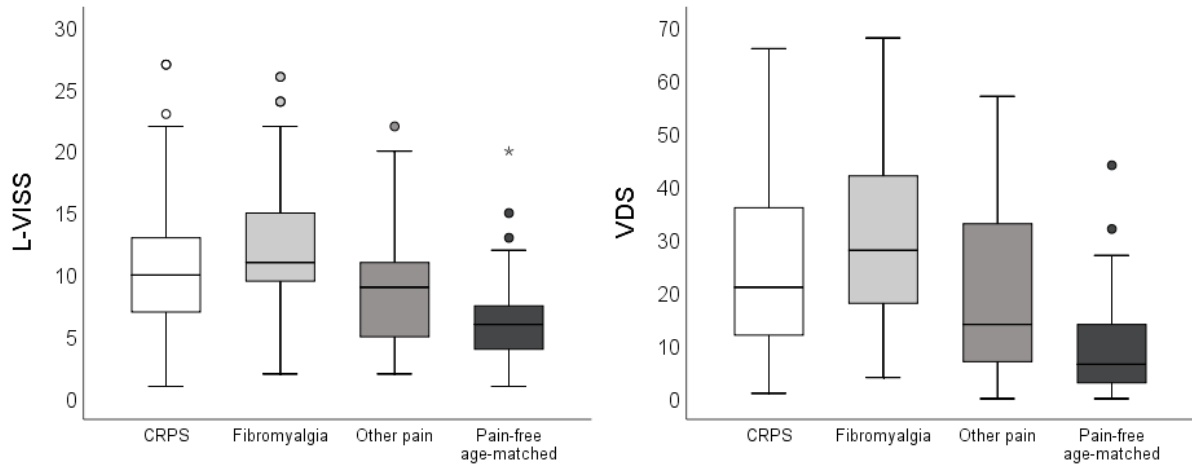 L-VISS
30
25
20
15
10
5
0
CRPS
Fibromyalgia
Other pain
Pain-free
age-matched
VDS
70
60
50
40
30
20
10
0
CRPS
Fibromyalgia
Other pain
Pain-free
age-matched